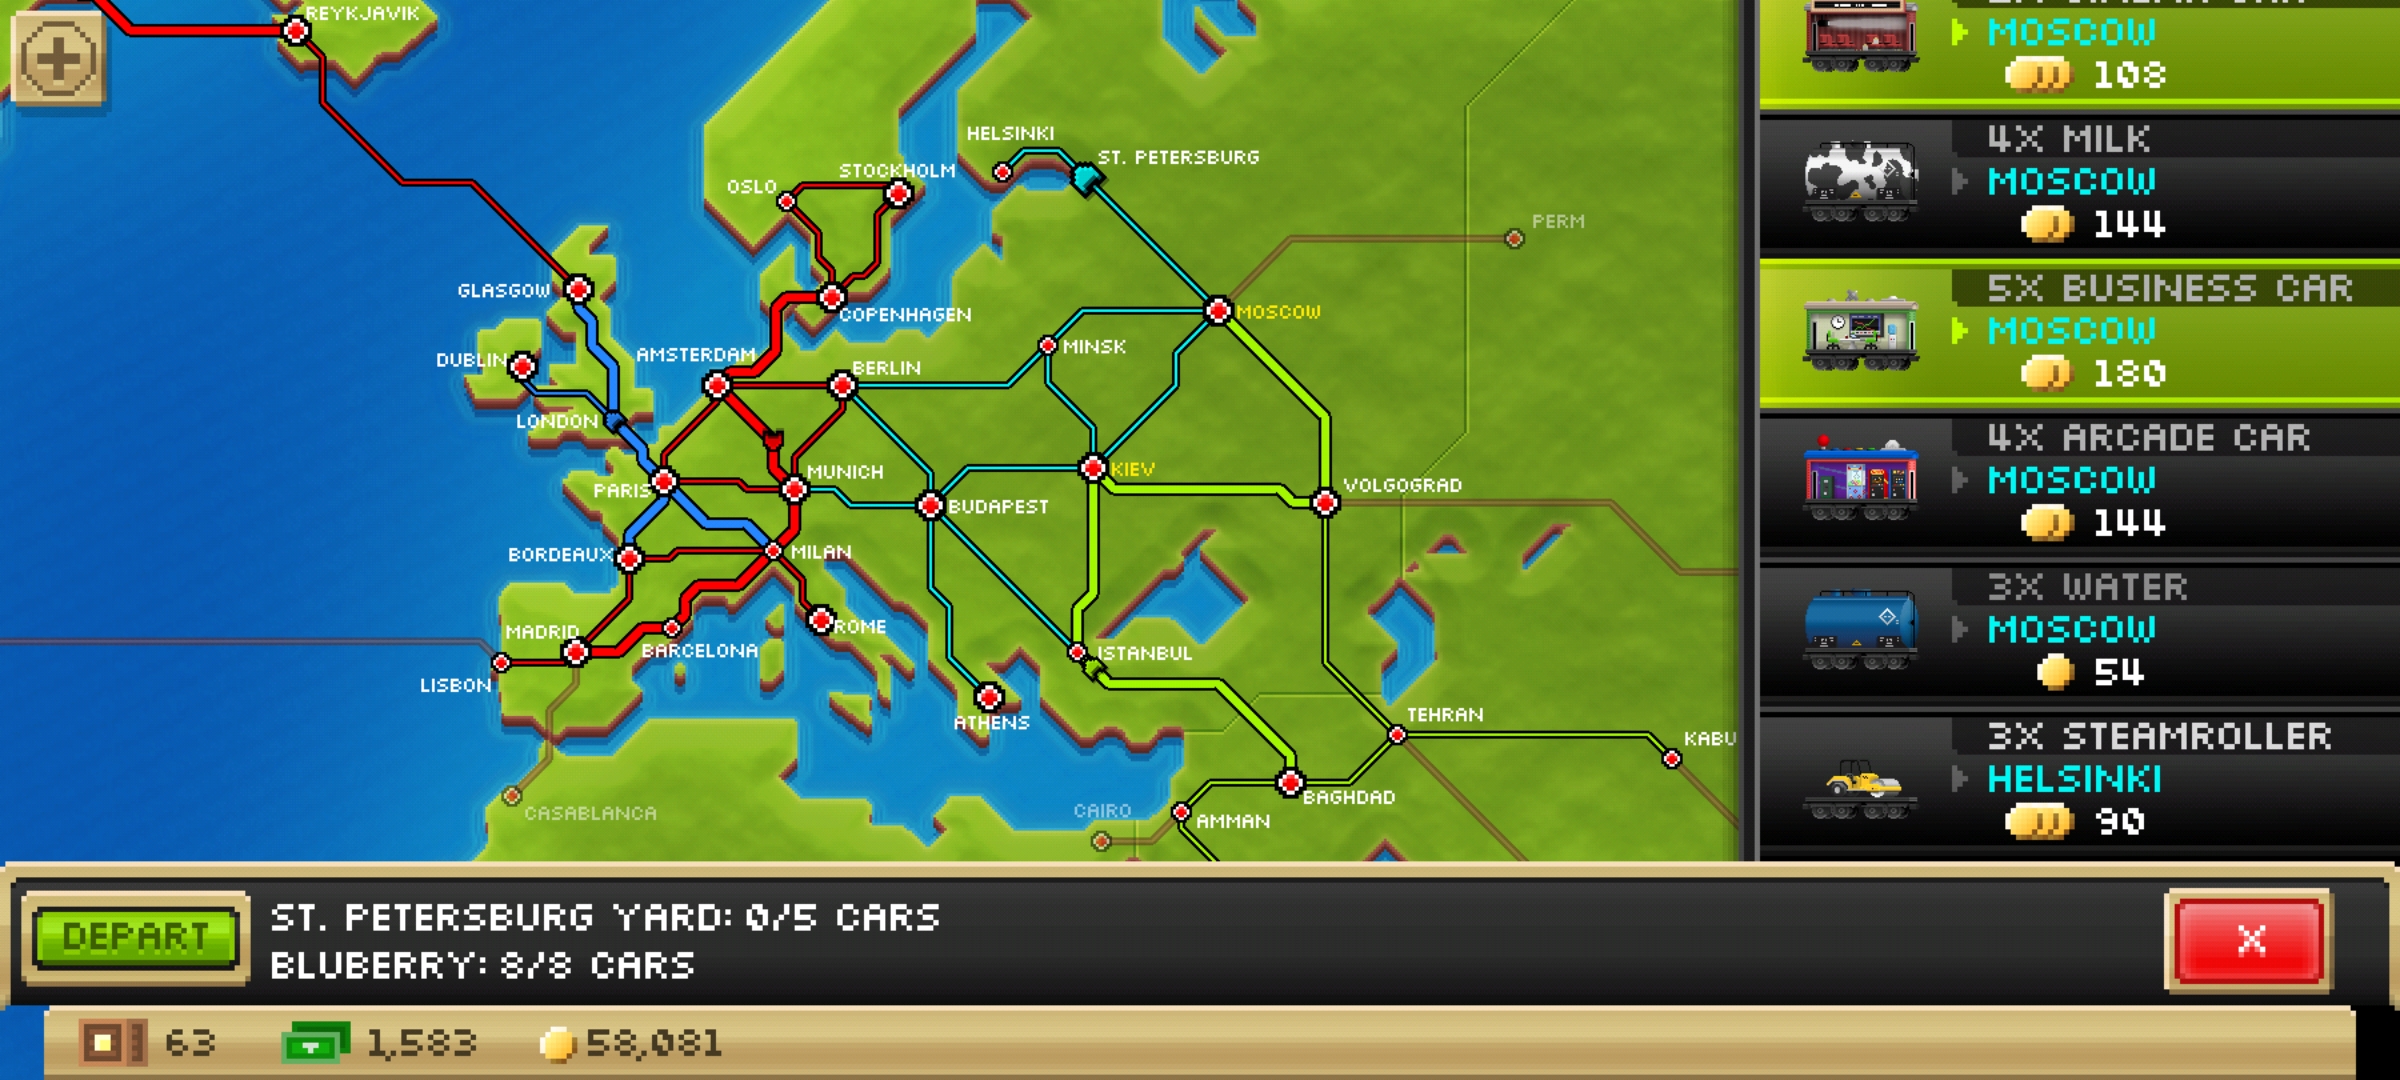 REYKJAVIK
HELSINKI
ST. PETERSBURG
STOCKHOLM
OSLO
PERM
GLASGOW
COPENHAGEN
MOSCOW
DUBLIN
AMSTERDAM
BERLIN
MINSK
LONDON
PARIS
MUNICH
KIEV
VOLGOGRAD
BUDAPEST
BORDEAUX
MILAN
MADRID
ROME
BARCELONA
ISTANBUL
LISBON
ATHENS
TEHRAN
KABU
CASABLANCA
CAIRO
AMMAN
BAGHDAD
MOSCOW
108
4X MILK
MOSCOW
144
5X BUSINESS CAR
MOSCOW
180
4X ARCADE CAR
MOSCOW
144
3X WATER
MOSCOW
54
3X STEAMROLLER
HELSINKI
90
DEPART
ST. PETERSBURG YARD: 0/5 CARS
BLUBERRY: 8/8 CARS
X
63
1,583
58,081